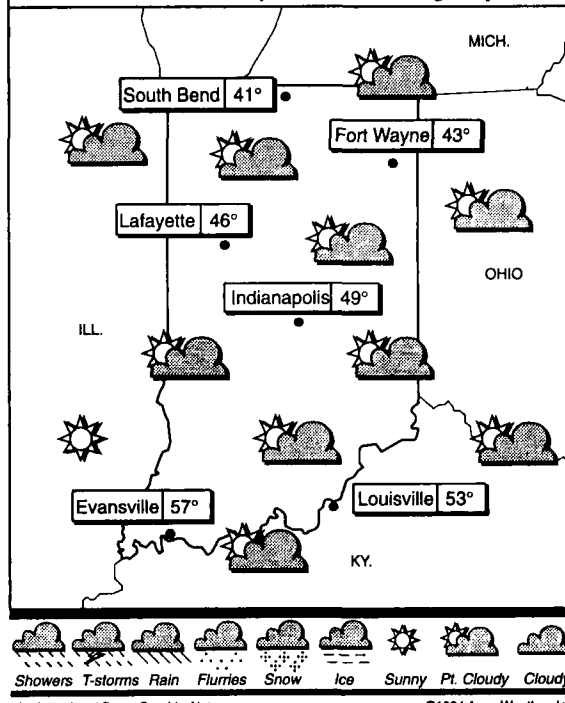 MICH.
South Bend 41°
Fort Wayne 43°
Lafayette 46°
OHIO
Indianapolis 49°
ILL.
Evansville 57°
Louisville 53°
KY.
Showers T-storms Rain Flurries Snow Ice Sunny Pt. Cloudy Cloudy